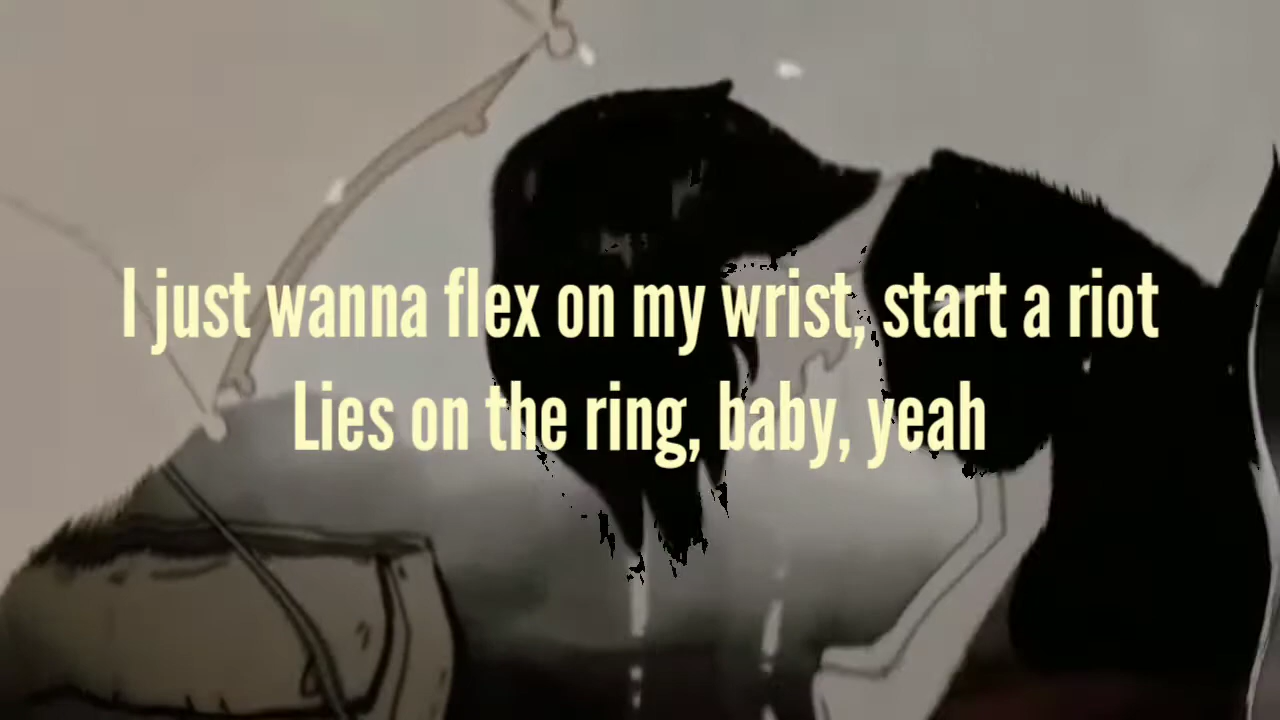 I just wanna flex on my wrist, start a riot
Lies on the ring, baby, yeah